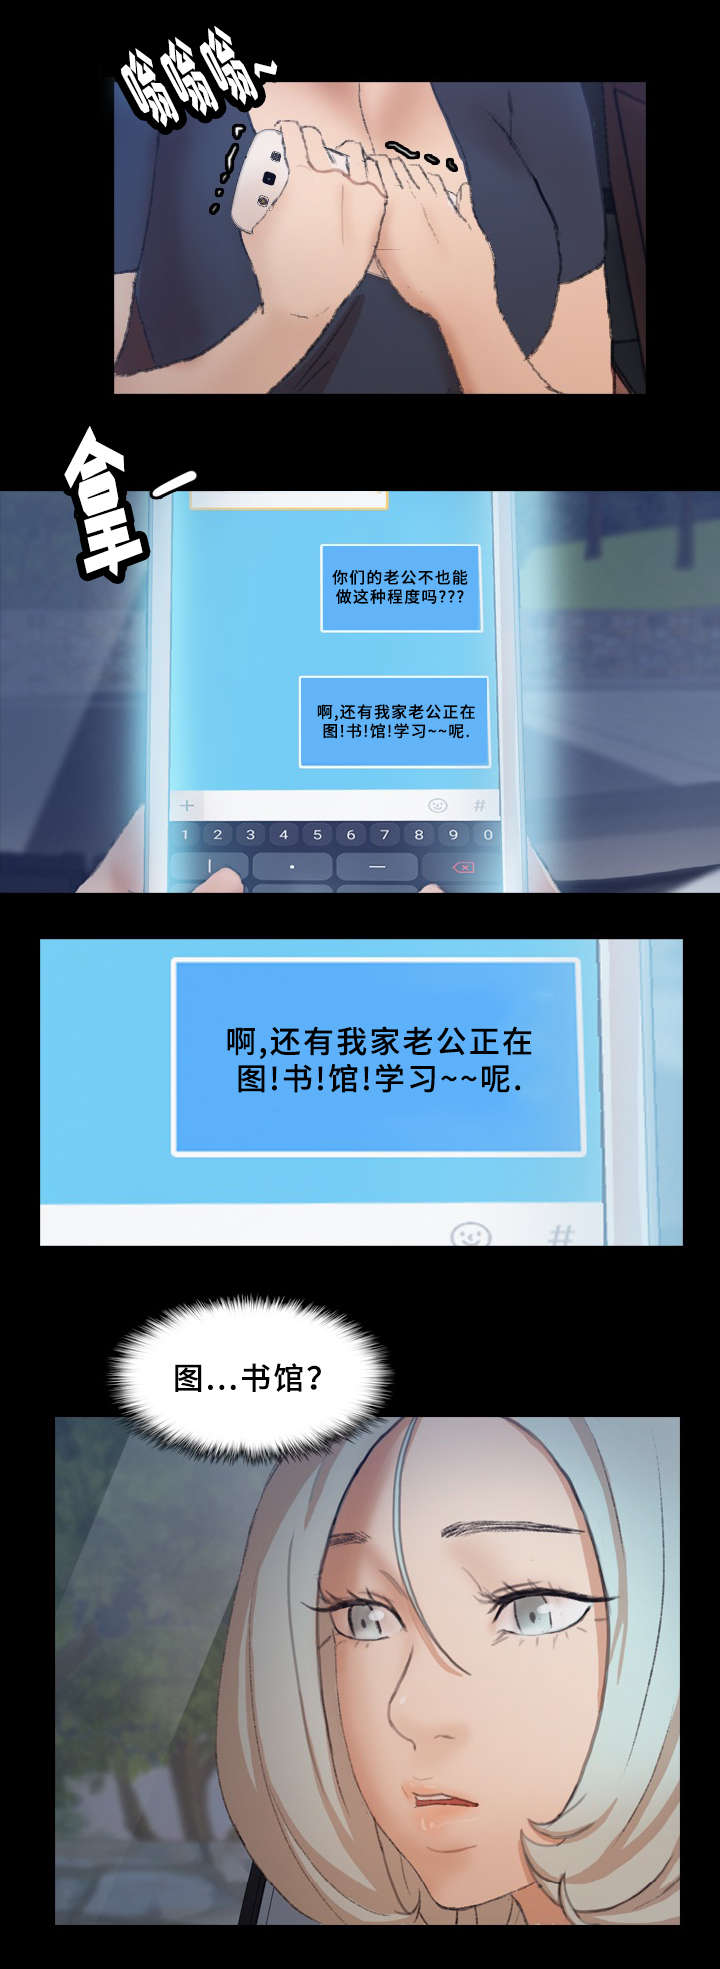 嗡嗡嗡~
拿
你们的老公不也能
做这种程度吗???
啊,还有我家老公正在
图!书!馆!学习~~呢.
+ #
1 2 3 4 5 6 7 8 9 0
啊,还有我家老公正在
图!书!馆!学习~~呢.
#
图...书馆?